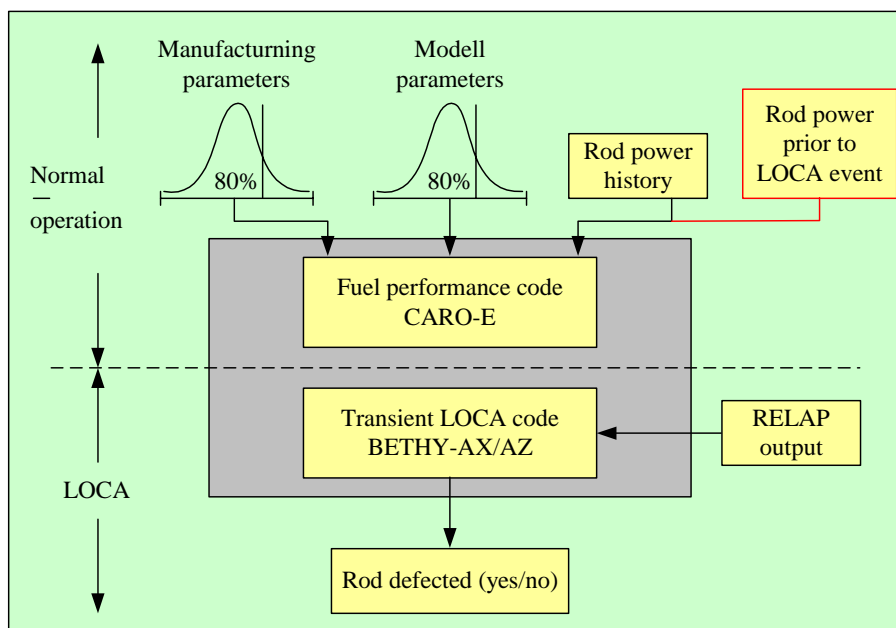 Manufacturning
parameters
Modell
parameters
80%
80%
Rod power
history
Rod power
prior to
LOCA event
Normal
operation
Fuel performance code
CARO-E
Transient LOCA code
BETHY-AX/AZ
RELAP
output
LOCA
Rod defected (yes/no)